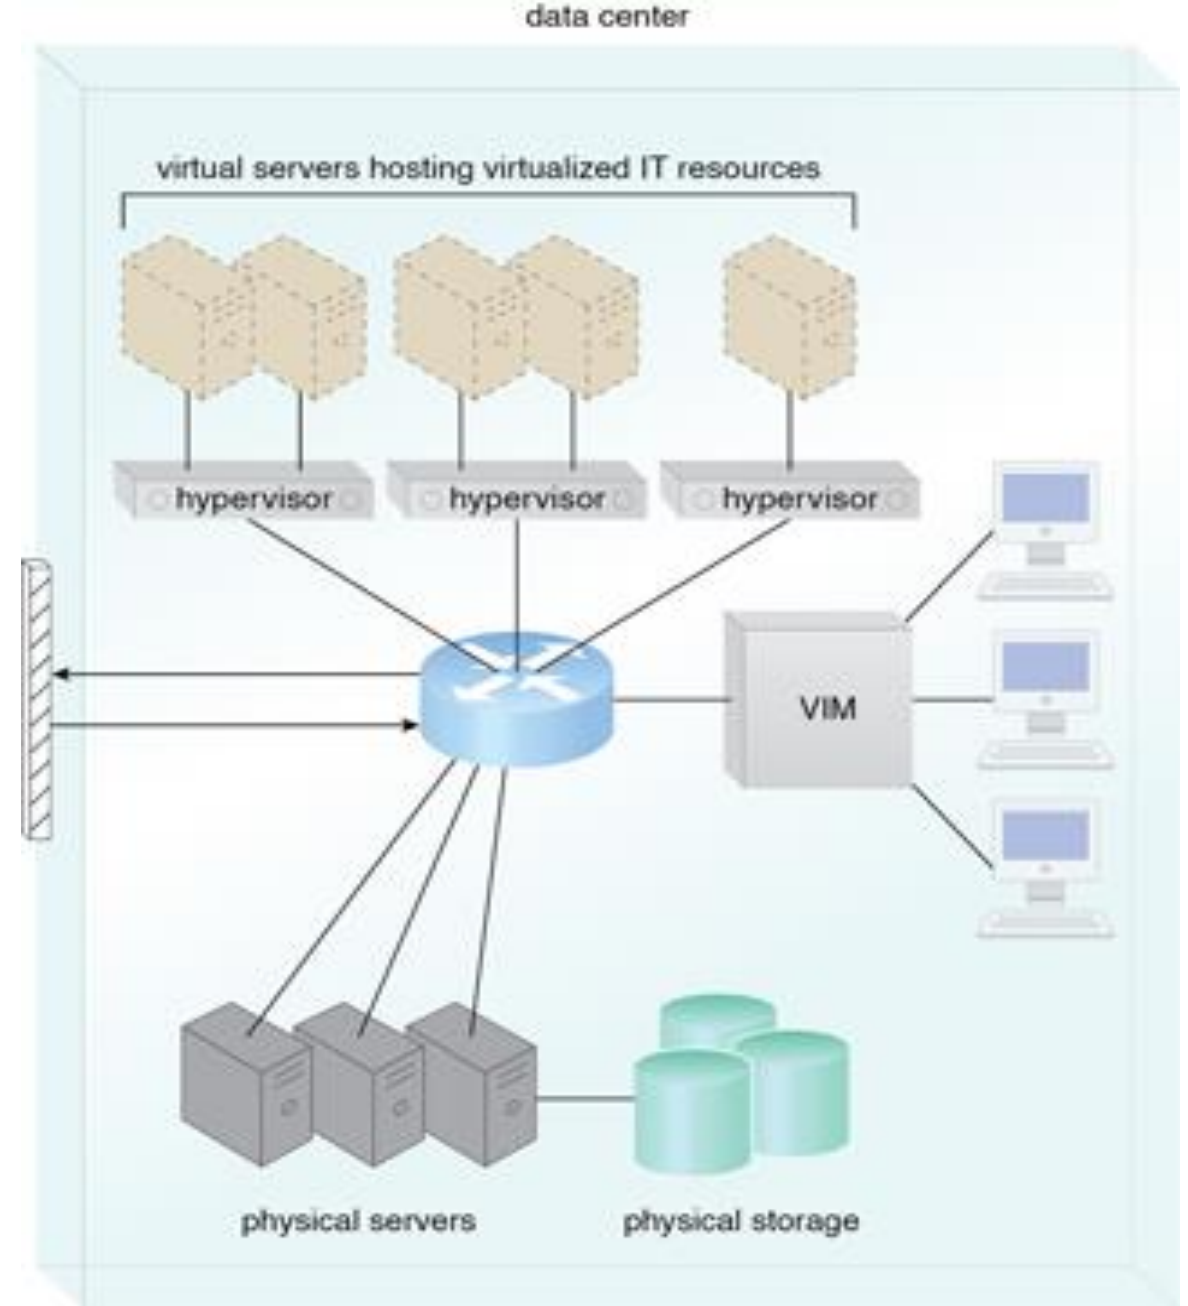 data center
virtual servers hosting virtualized IT resources
hypervisor
hypervisor
hypervisor
VIM
physical servers
physical storage